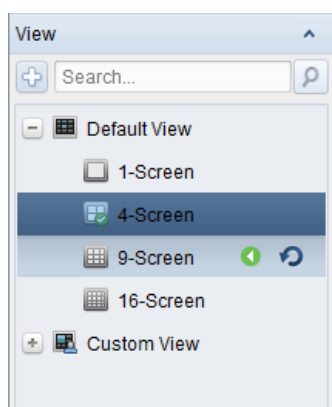 View
Search...
Default View
1-Screen
4-Screen
9-Screen
16-Screen
Custom View